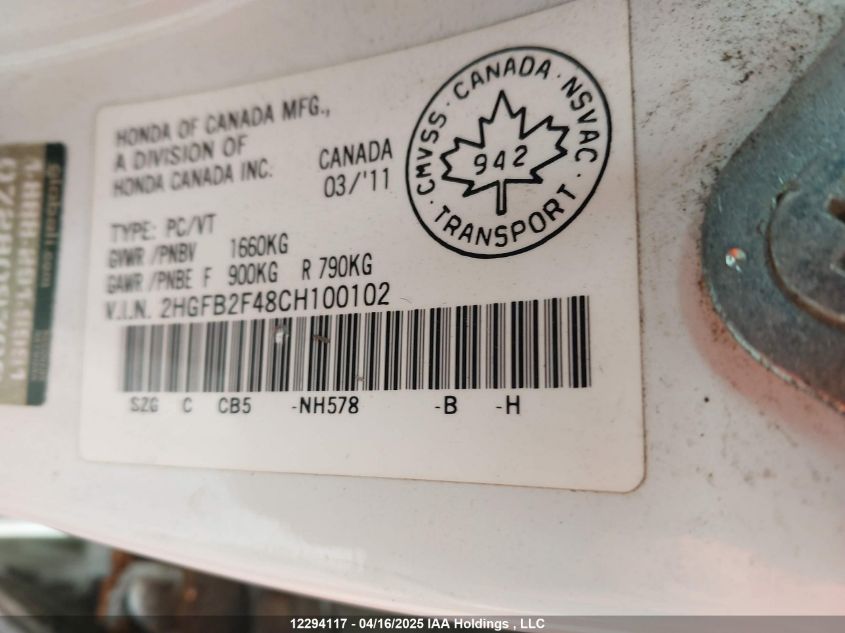 HONDA OF CANADA MFG.,
A DIVISION OF
HONDA CANADA INC.
CANADA
03/'11
CMVSS · CANADA · NSVAC · TRANSPORT ·
942
TYPE: PC/VT
GVWR /PNBV 1660KG
GAWR /PNBE F 900KG R 790KG
V.I.N. 2HGFB2F48CH100102
S2G C CB5 -NH578 -B -H
12294117 - 04/16/2025 IAA Holdings , LLC